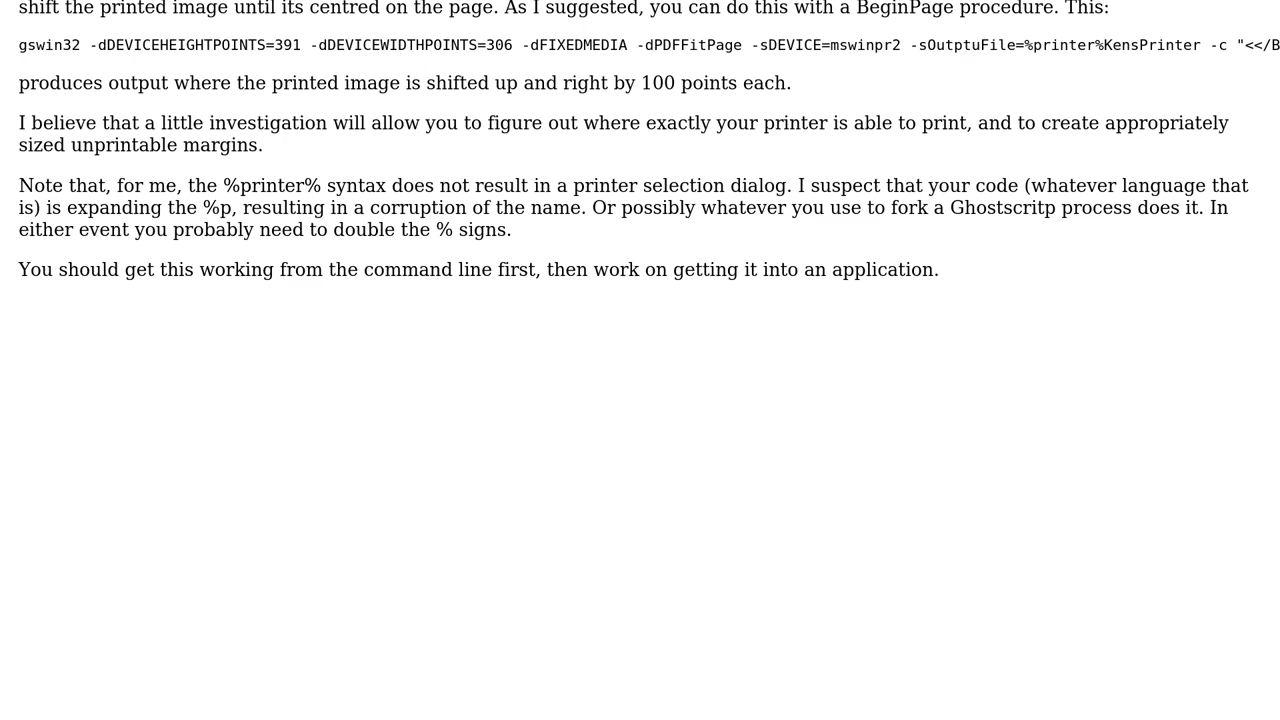 shift the printed image until its centred on the page. As I suggested, you can do this with a BeginPage procedure. This:
gswin32 -dDEVICEHEIGHTPOINTS=391 -dDEVICEWIDTHPOINTS=306 -dFIXEDMEDIA -dPDFFitPage -sDEVICE=mswinpr2 -sOutptuFile=%printer%KensPrinter -c "<</B
produces output where the printed image is shifted up and right by 100 points each.
I believe that a little investigation will allow you to figure out where exactly your printer is able to print, and to create appropriately
sized unprintable margins.
Note that, for me, the %printer% syntax does not result in a printer selection dialog. I suspect that your code (whatever language that
is) is expanding the %p, resulting in a corruption of the name. Or possibly whatever you use to fork a Ghostscritp process does it. In
either event you probably need to double the % signs.
You should get this working from the command line first, then work on getting it into an application.